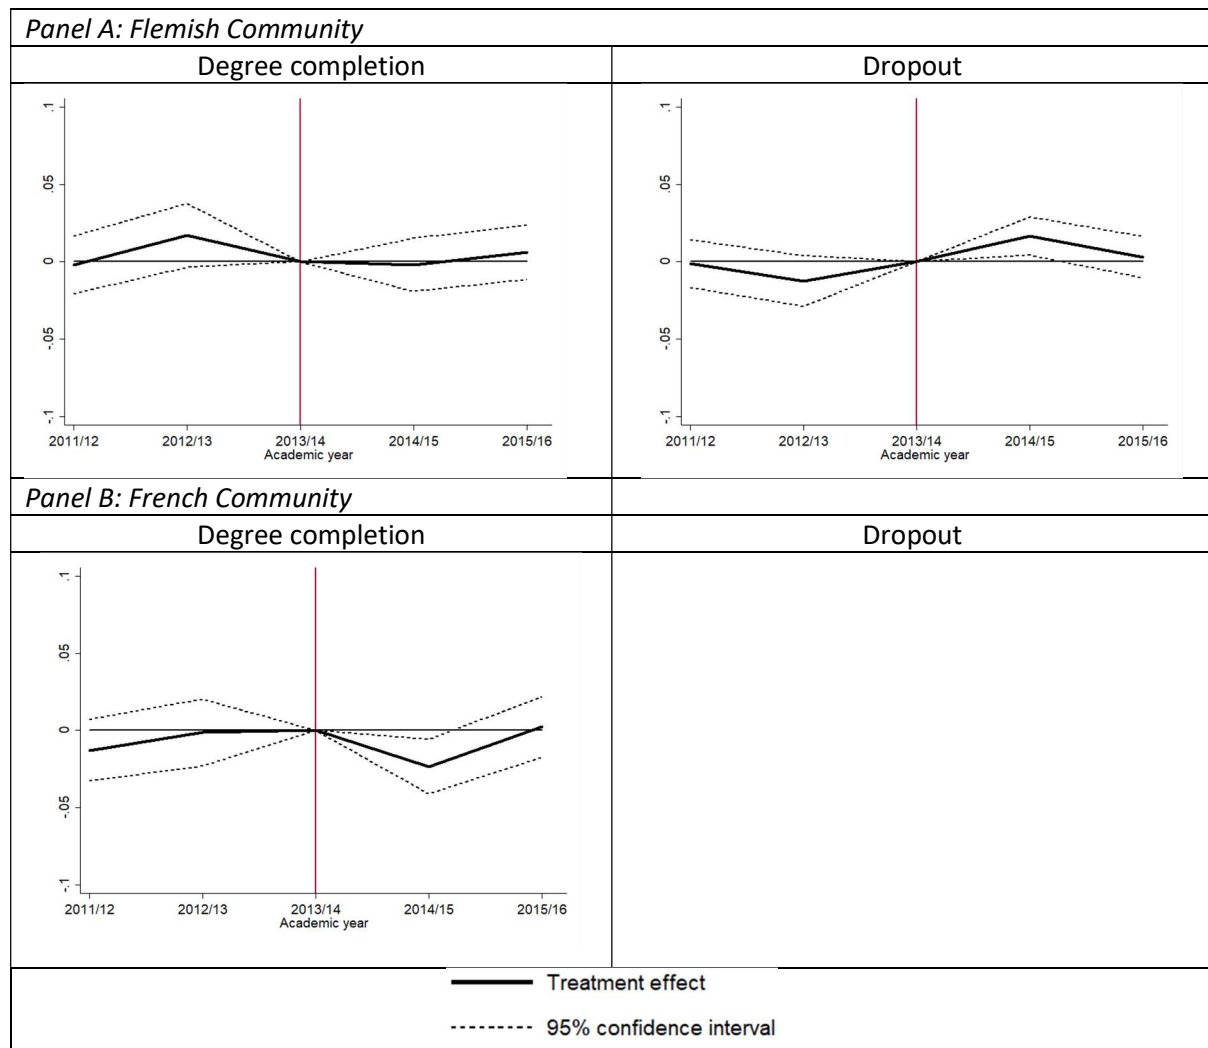 Panel A: Flemish Community
Degree completion
Dropout
.1
.05
0
-.05
-.1
2011/12 2012/13 2013/14 2014/15 2015/16
Academic year
.1
.05
0
-.05
-.1
2011/12 2012/13 2013/14 2014/15 2015/16
Academic year
Panel B: French Community
Degree completion
Dropout
.1
.05
0
-.05
-.1
2011/12 2012/13 2013/14 2014/15 2015/16
Academic year
Treatment effect
95% confidence interval